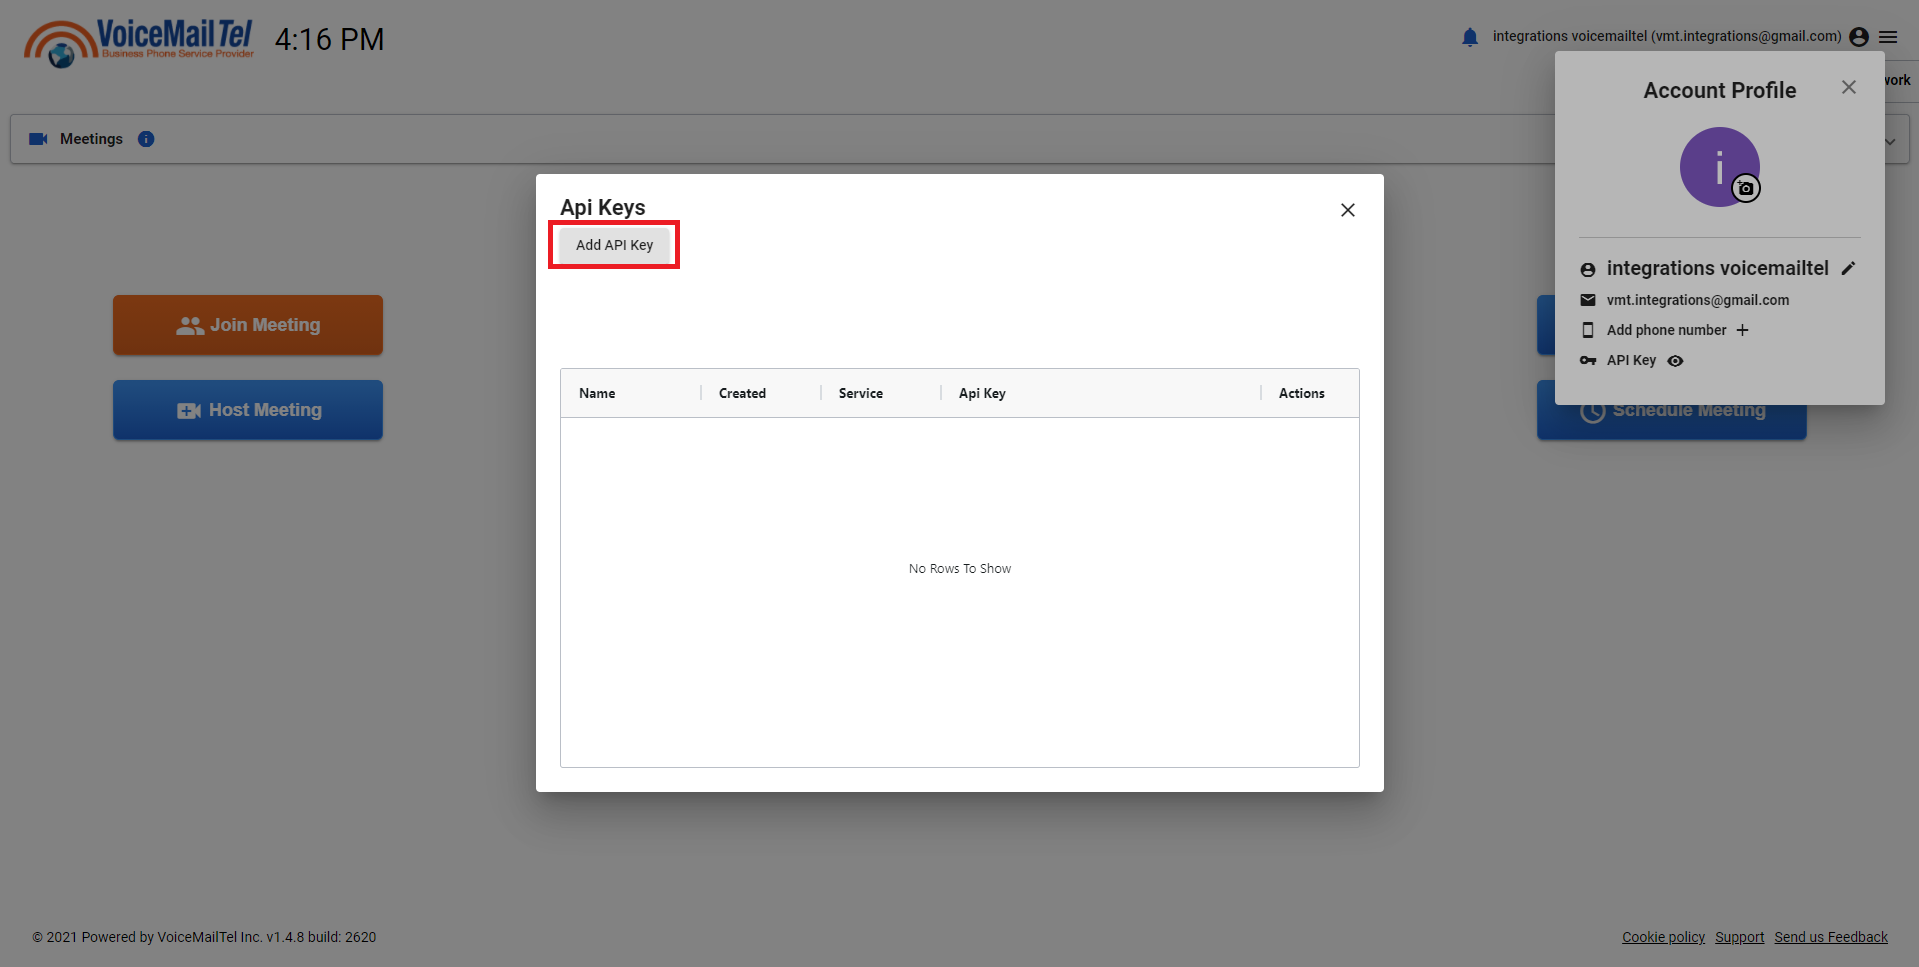 VoiceMailTel
Business Phone Service Provider
4:16 PM
integrations voicemailtel (vmt.integrations@gmail.com)
work
Meetings
i
Account Profile
i
integrations voicemailtel
vmt.integrations@gmail.com
Add phone number
API Key
Api Keys
Add API Key
Name
Created
Service
Api Key
Actions
No Rows To Show
Join Meeting
Host Meeting
Schedule Meeting
© 2021 Powered by VoiceMailTel Inc. v1.4.8 build: 2620
Cookie policy
Support
Send us Feedback